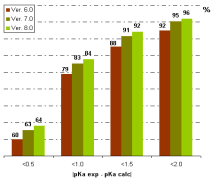 %
Ver. 6.0
Ver. 7.0
Ver. 8.0
60 63 64
79 83 84
88 91 92
92 95 96
<0.5 <1.0 <1.5 <2.0
|pKa exp - pKa calc|